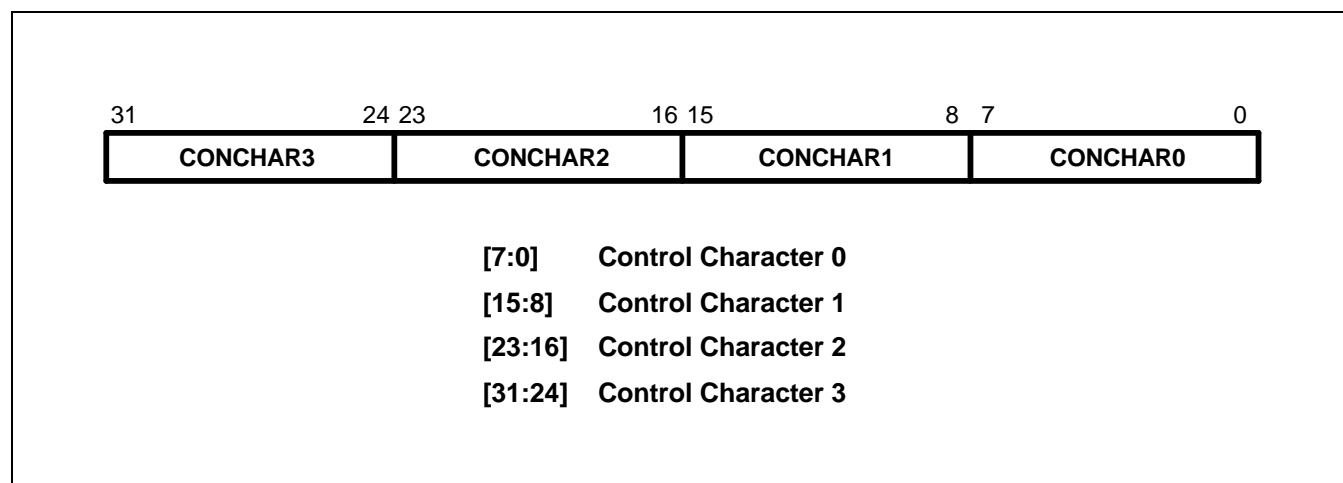 31 24 23 16 15 8 7 0
CONCHAR3 CONCHAR2 CONCHAR1 CONCHAR0
[7:0] Control Character 0
[15:8] Control Character 1
[23:16] Control Character 2
[31:24] Control Character 3